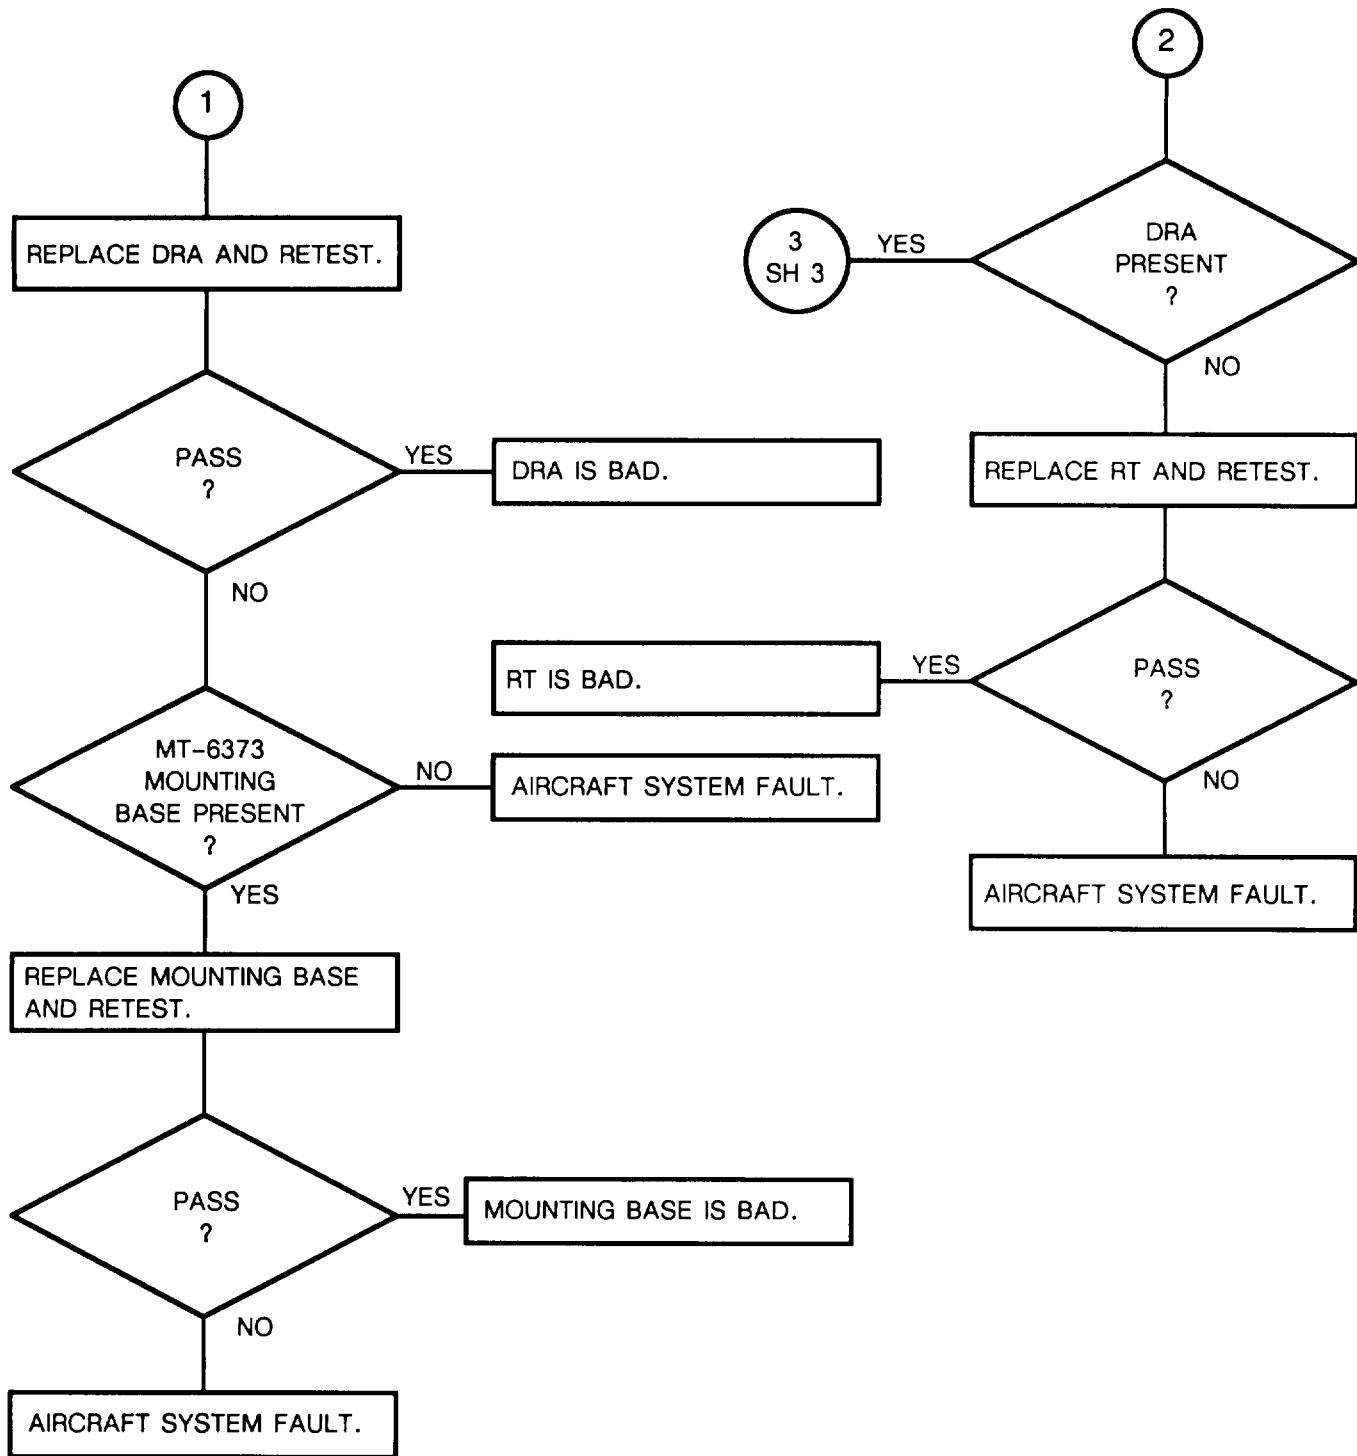 1
REPLACE DRA AND RETEST.
PASS
?
YES
DRA IS BAD.
NO
MT-6373
MOUNTING
BASE PRESENT
?
NO
AIRCRAFT SYSTEM FAULT.
YES
REPLACE MOUNTING BASE
AND RETEST.
PASS
?
YES
MOUNTING BASE IS BAD.
NO
AIRCRAFT SYSTEM FAULT.
2
DRA
PRESENT
?
YES
3
SH 3
NO
REPLACE RT AND RETEST.
PASS
?
YES
RT IS BAD.
NO
AIRCRAFT SYSTEM FAULT.